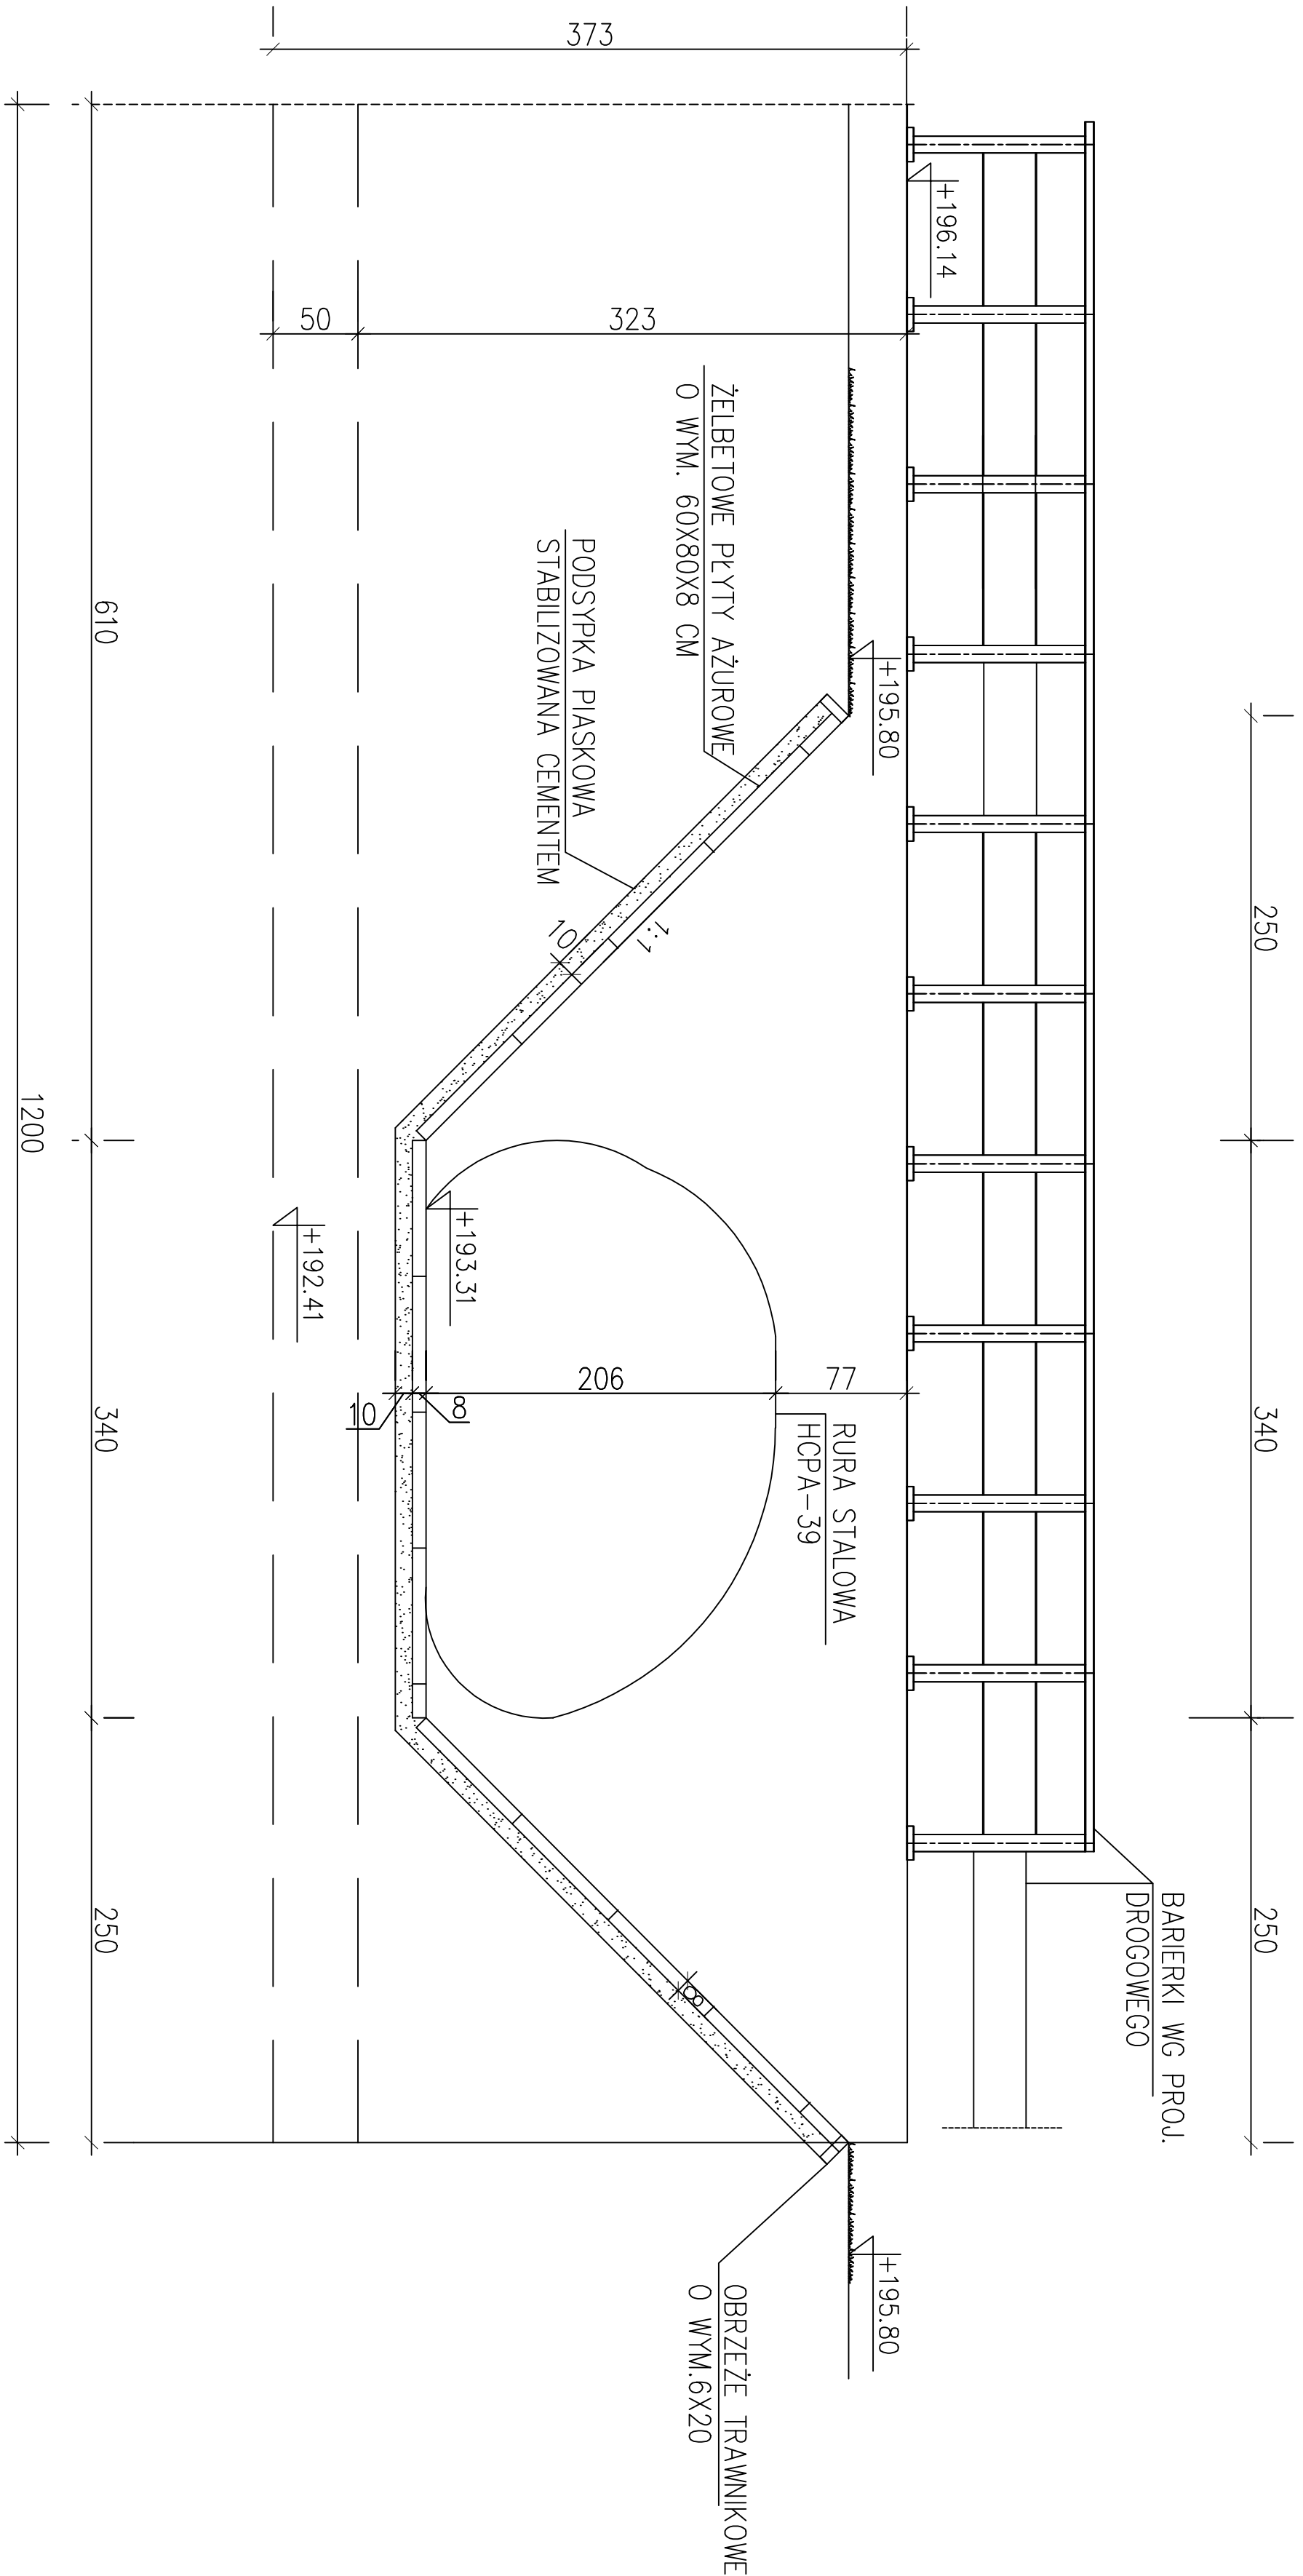 BARIERKI WG PROJ.
DROGOWEGO
250
340
250
+196.14
+195.80
+195.80
RURA STALOWA
HCPA-39
77
206
ŻELBETOWE PŁYTY AŻUROWE
O WYM. 60X80X8 CM
OBRZEŻE TRAWNIKOWE
O WYM.6X20
1:1
10
8
PODSYPKA PIASKOWA
STABILIZOWANA CEMENTEM
+193.31
8
10
+192.41
373
323
50
610
340
250
1200